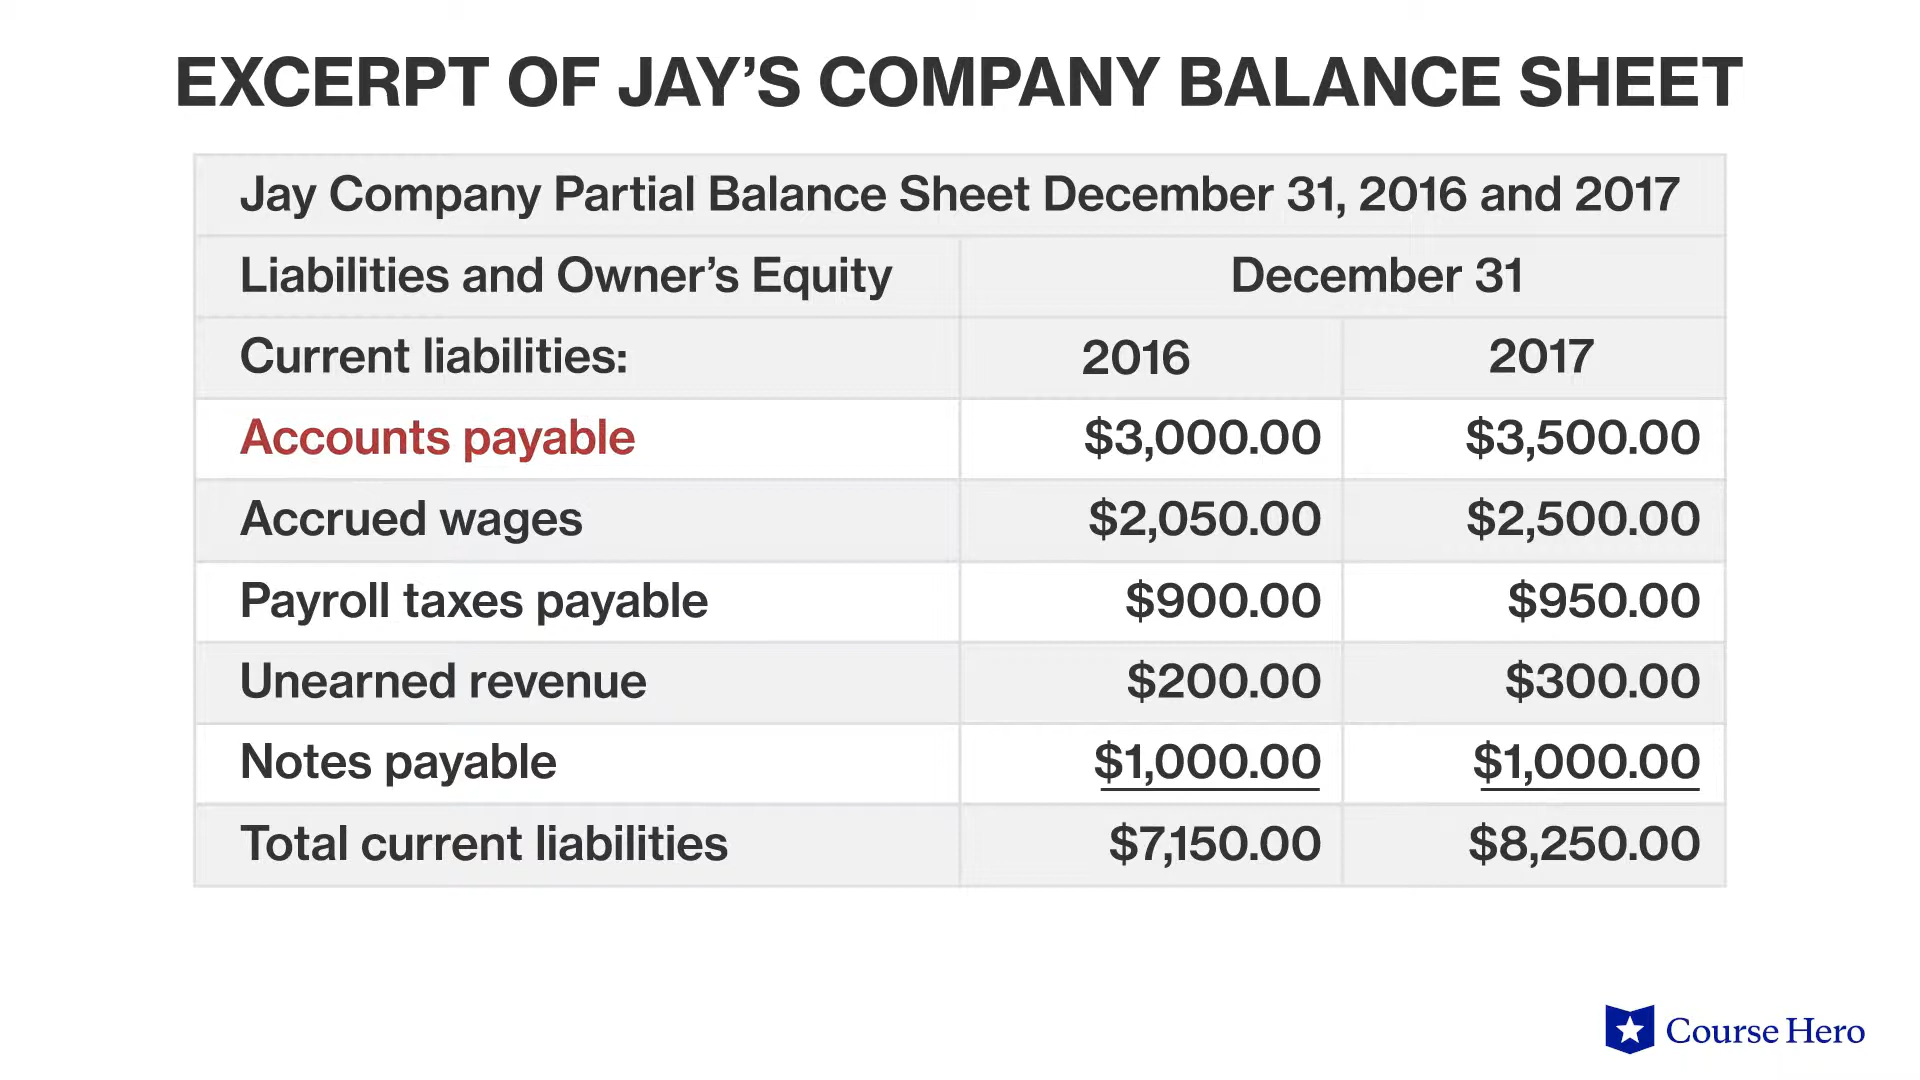 EXCERPT OF JAY’S COMPANY BALANCE SHEET
Jay Company Partial Balance Sheet December 31, 2016 and 2017
Liabilities and Owner’s Equity December 31
Current liabilities: 2016 2017
Accounts payable $3,000.00 $3,500.00
Accrued wages $2,050.00 $2,500.00
Payroll taxes payable $900.00 $950.00
Unearned revenue $200.00 $300.00
Notes payable $1,000.00 $1,000.00
Total current liabilities $7,150.00 $8,250.00
Course Hero